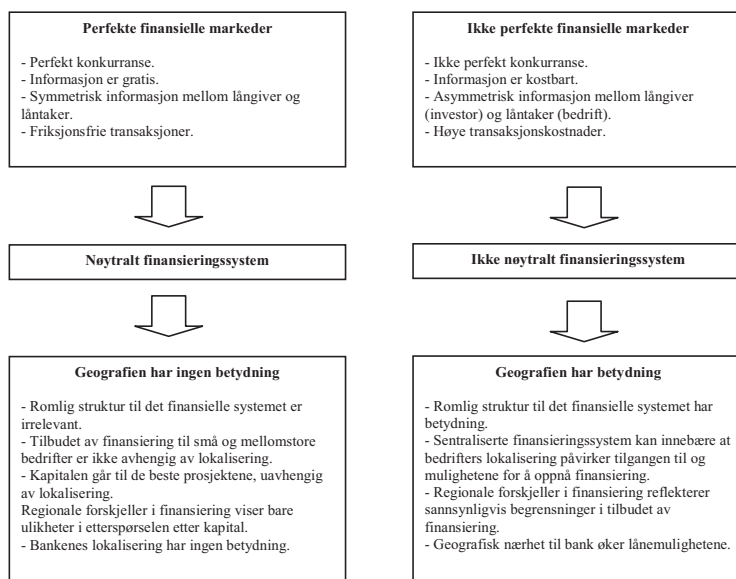 Perfekte finansielle markeder
- Perfekt konkurranse.
- Informasjon er gratis.
- Symmetrisk informasjon mellom långiver og
låntaker.
- Friksjonsfrie transaksjoner.
Nøytralt finansieringssystem
Geografien har ingen betydning
- Romlig struktur til det finansielle systemet er
irrelevant.
- Tilbudet av finansiering til små og mellomstore
bedrifter er ikke avhengig av lokalisering.
- Kapitalen går til de beste prosjektene, uavhengig
av lokalisering.
Regionale forskjeller i finansiering viser bare
ulikheter i etterspørselen etter kapital.
- Bankenes lokalisering har ingen betydning.
Ikke perfekte finansielle markeder
- Ikke perfekt konkurranse.
- Informasjon er kostbart.
- Asymmetrisk informasjon mellom långiver
(investor) og låntaker (bedrift).
- Høye transaksjonskostnader.
Ikke nøytralt finansieringssystem
Geografien har betydning
- Romlig struktur til det finansielle systemet har
betydning.
- Sentraliserte finansieringssystem kan innebære at
bedrifters lokalisering påvirker tilgangen til og
mulighetene for å oppnå finansiering.
- Regionale forskjeller i finansiering reflekterer
sannsynligvis begrensninger i tilbudet av
finansiering.
- Geografisk nærhet til bank øker lånemulighetene.